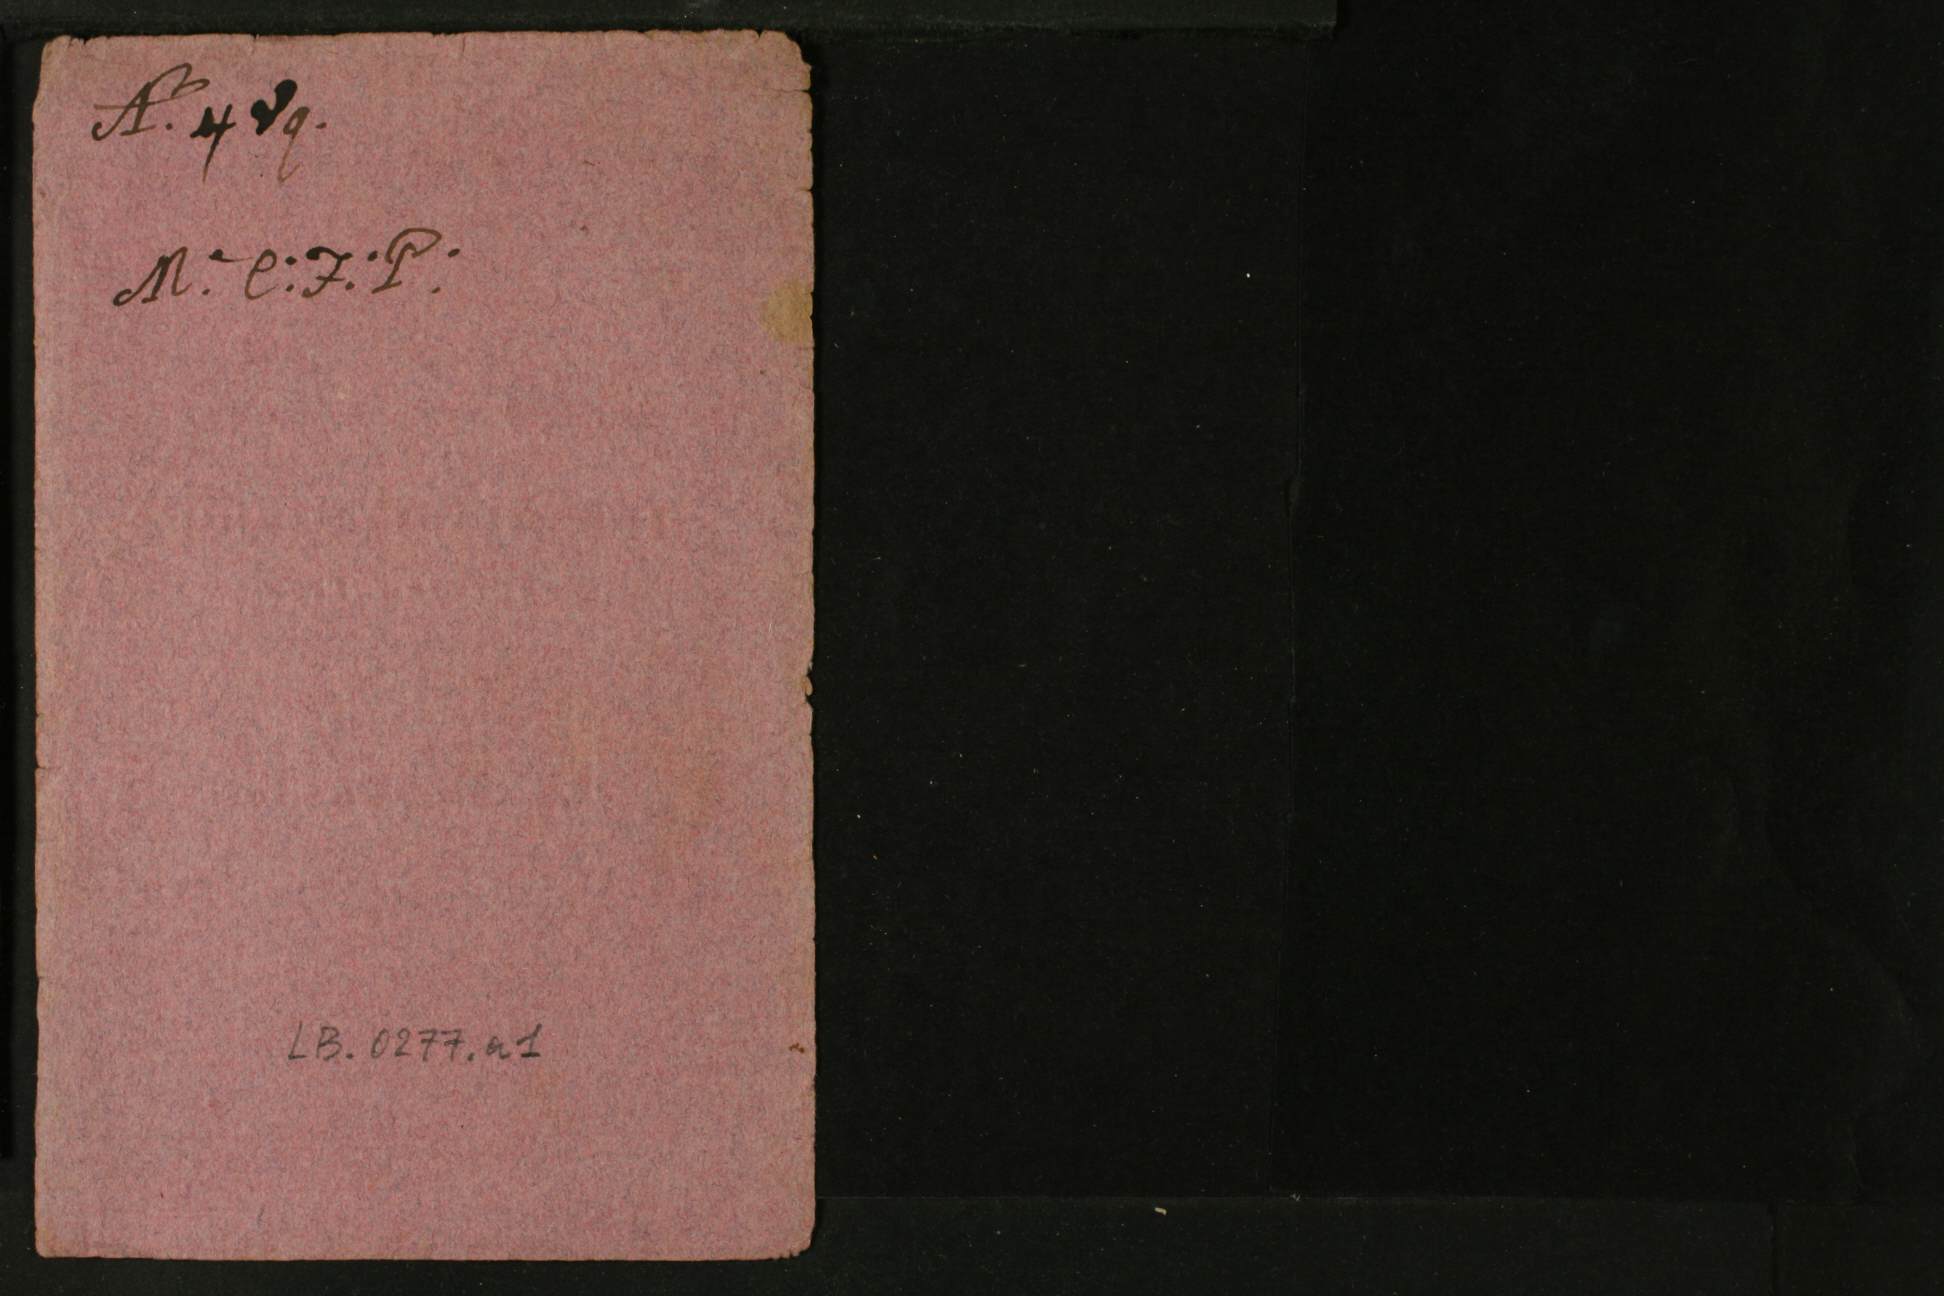 A. 489.
M. C. F. P.
LB. 0277. a1